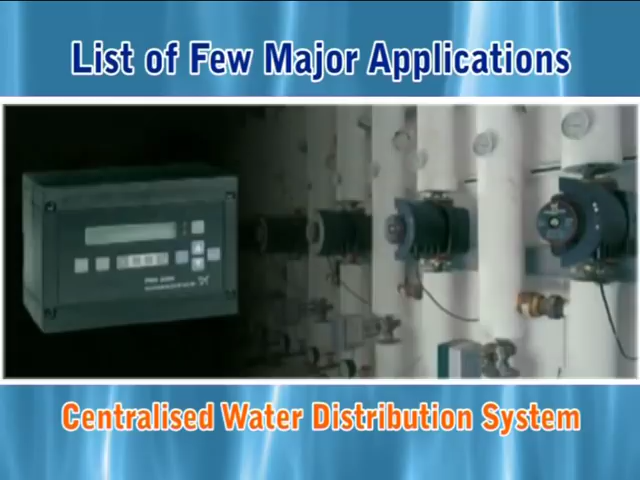 List of Few Major Applications
Centralised Water Distribution System